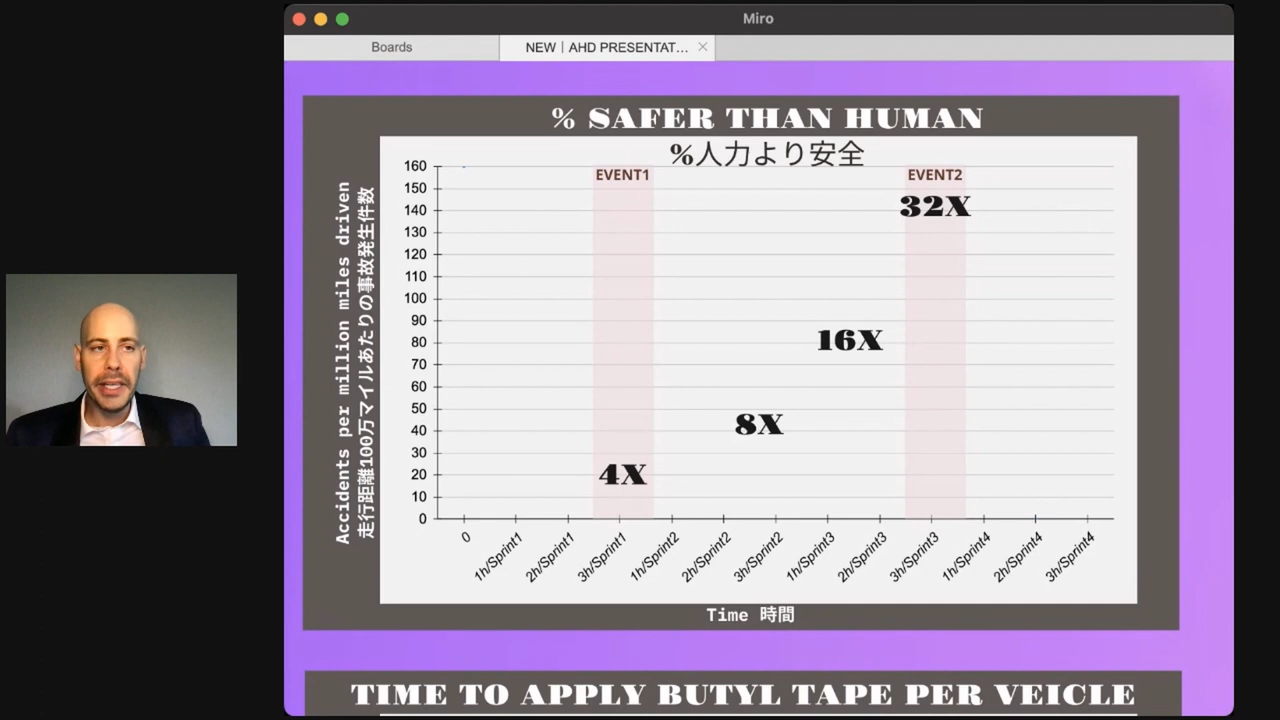 Miro
Boards
NEW | AHD PRESENTAT...
% SAFER THAN HUMAN
%人力より安全
Accidents per million miles driven
走行距離100万マイルあたりの事故発生件数
160
150
140
130
120
110
100
90
80
70
60
50
40
30
20
10
0
EVENT1
EVENT2
32X
16X
8X
4X
0
1h/Sprint1
2h/Sprint1
3h/Sprint1
1h/Sprint2
2h/Sprint2
3h/Sprint2
1h/Sprint3
2h/Sprint3
3h/Sprint3
1h/Sprint4
2h/Sprint4
3h/Sprint4
Time 時間
TIME TO APPLY BUTYL TAPE PER VEICLE